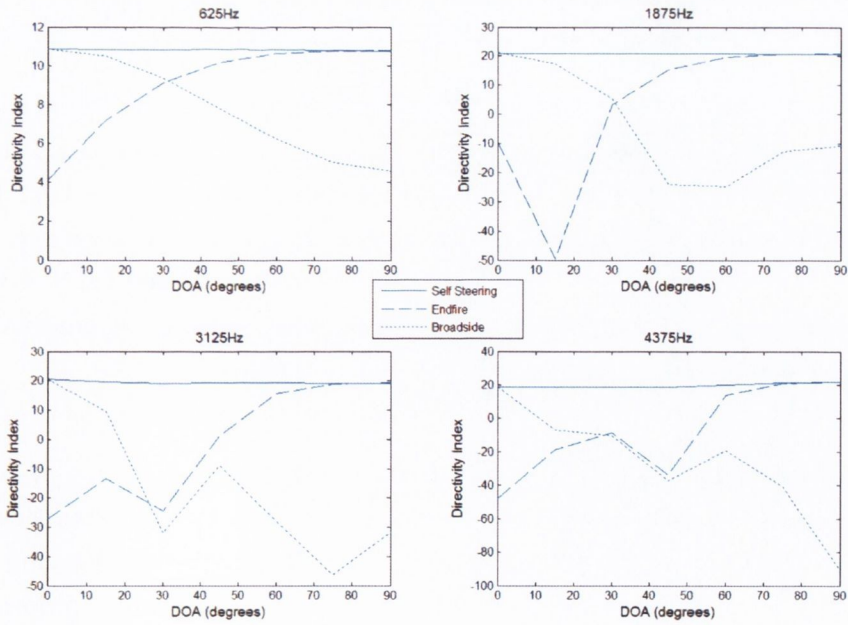 625Hz
12
10
8
6
4
2
0
Directivity Index
0 10 20 30 40 50 60 70 80 90
DOA (degrees)
1875Hz
30
20
10
0
-10
-20
-30
-40
-50
Directivity Index
0 10 20 30 40 50 60 70 80 90
DOA (degrees)
Self Steering
Endfire
Broadside
3125Hz
30
20
10
0
-10
-20
-30
-40
-50
Directivity Index
0 10 20 30 40 50 60 70 80 90
DOA (degrees)
4375Hz
40
20
0
-20
-40
-60
-80
-100
Directivity Index
0 10 20 30 40 50 60 70 80 90
DOA (degrees)